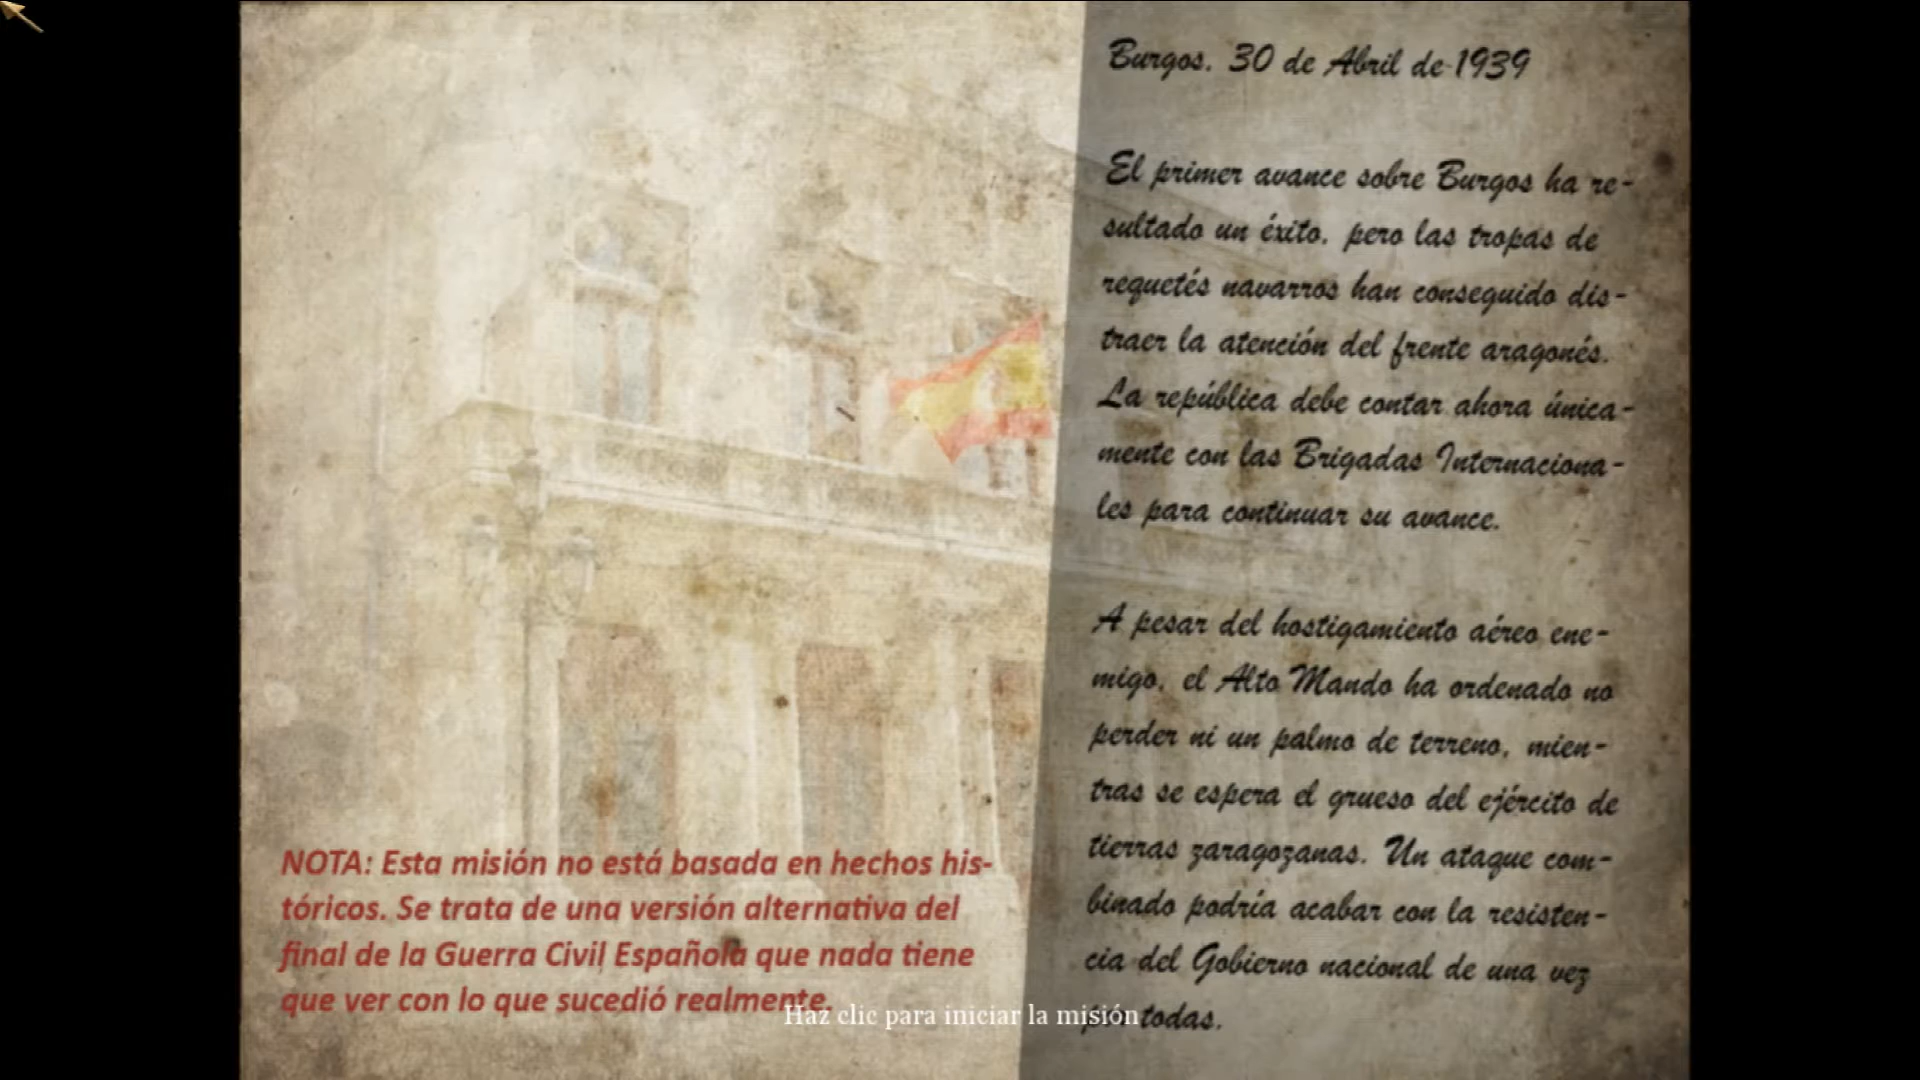 Burgos. 30 de Abril de 1939
El primer avance sobre Burgos ha re-
sultado un éxito, pero las tropas de
requetés navarros han conseguido dis-
traer la atención del frente aragonés.
La república debe contar ahora única-
mente con las Brigadas Internaciona-
les para continuar su avance.
A pesar del hostigamiento aéreo ene-
migo, el Alto Mando ha ordenado no
perder ni un palmo de terreno, mien-
tras se espera el grueso del ejército de
tierras zaragozanas. Un ataque com-
binado podría acabar con la resisten-
cia del Gobierno nacional de una vez
por todas.
NOTA: Esta misión no está basada en hechos his-
tóricos. Se trata de una versión alternativa del
final de la Guerra Civil Española que nada tiene
que ver con lo que sucedió realmente.
Haz clic para iniciar la misión